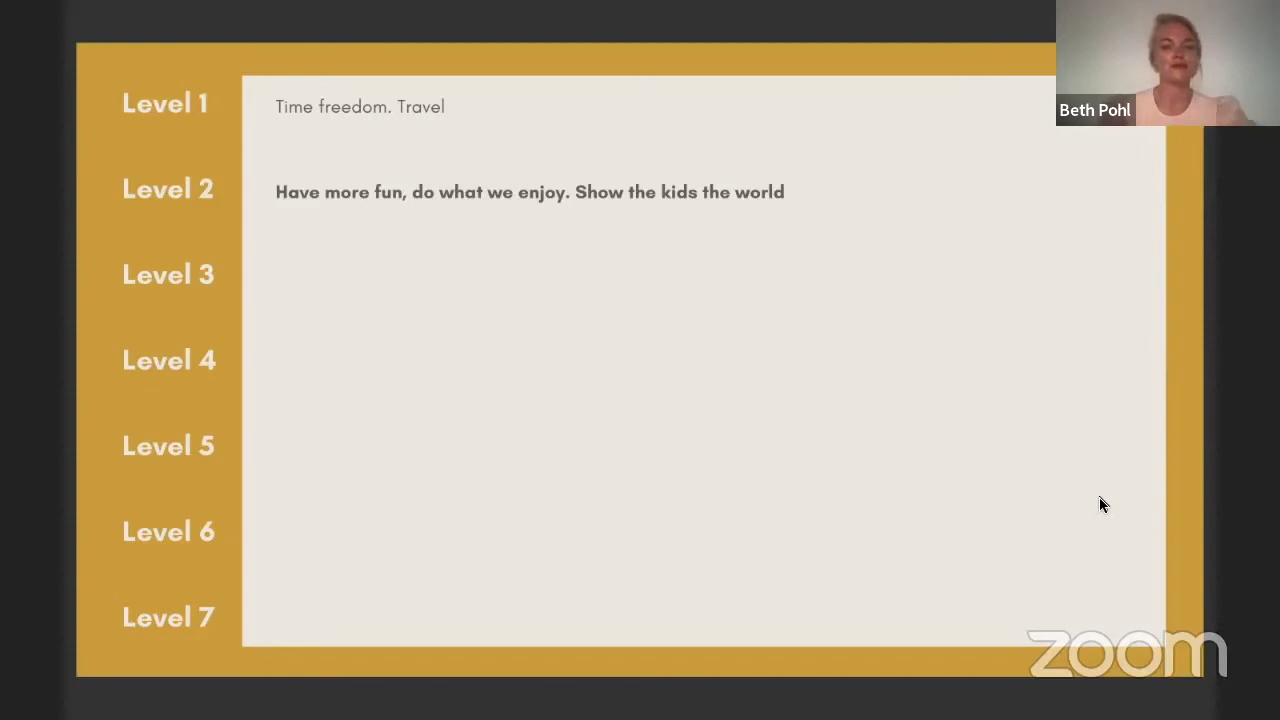 Level 1
Time freedom. Travel
Beth Pohl
Level 2
Have more fun, do what we enjoy. Show the kids the world
Level 3
Level 4
Level 5
Level 6
Level 7
zoom